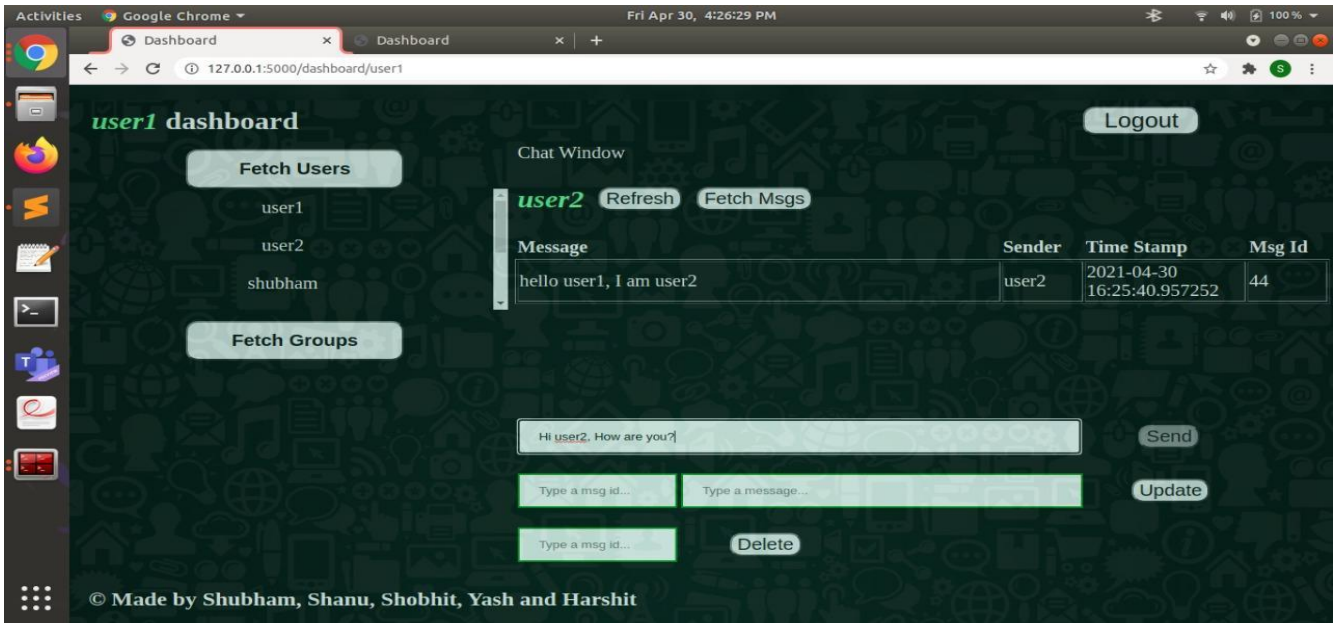 Activities Google Chrome Fri Apr 30, 4:26:29 PM 100 %
Dashboard × Dashboard × +
127.0.0.1:5000/dashboard/user1 S
user1 dashboard
Logout
Fetch Users
Chat Window
user1
user2 Refresh Fetch Msgs
user2
shubham
Message Sender Time Stamp Msg Id
hello user1, I am user2 user2 2021-04-30 16:25:40.957252 44
Fetch Groups
Hi user2, How are you? Send
Type a msg id... Type a message... Update
Type a msg id... Delete
© Made by Shubham, Shanu, Shobhit, Yash and Harshit